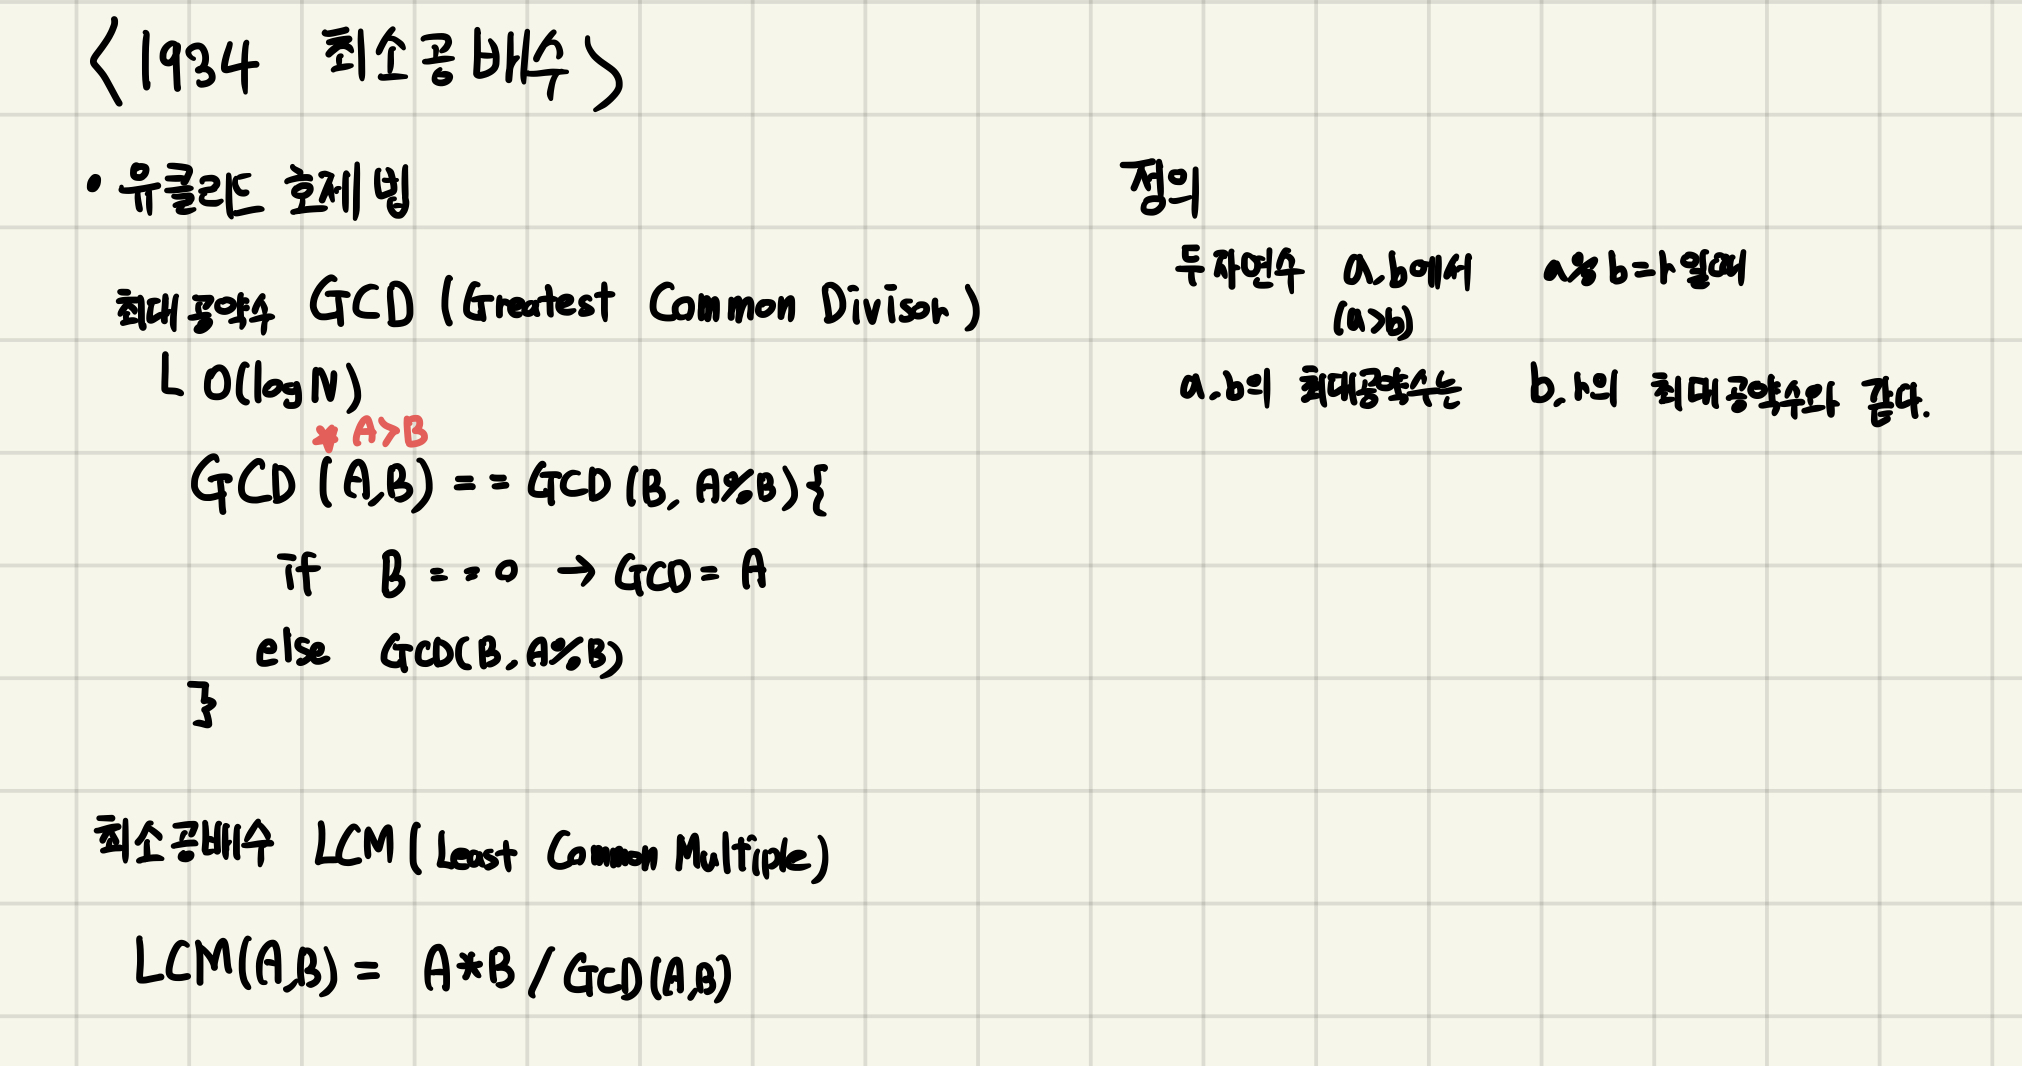 <1934 최소공배수>
• 유클리드 호제법
최대공약수 GCD (Greatest Common Divisor)
L O(logN)
* A>B
GCD (A,B) == GCD (B, A%B) {
if B == 0 → GCD = A
else GCD(B, A%B)
}
최소공배수 LCM (Least Common Multiple)
LCM(A,B) = A*B / GCD(A,B)
정의
두 자연수 a.b에서 a%b=r일때
(a>b)
a.b의 최대공약수는 b.r의 최대공약수와 같다.